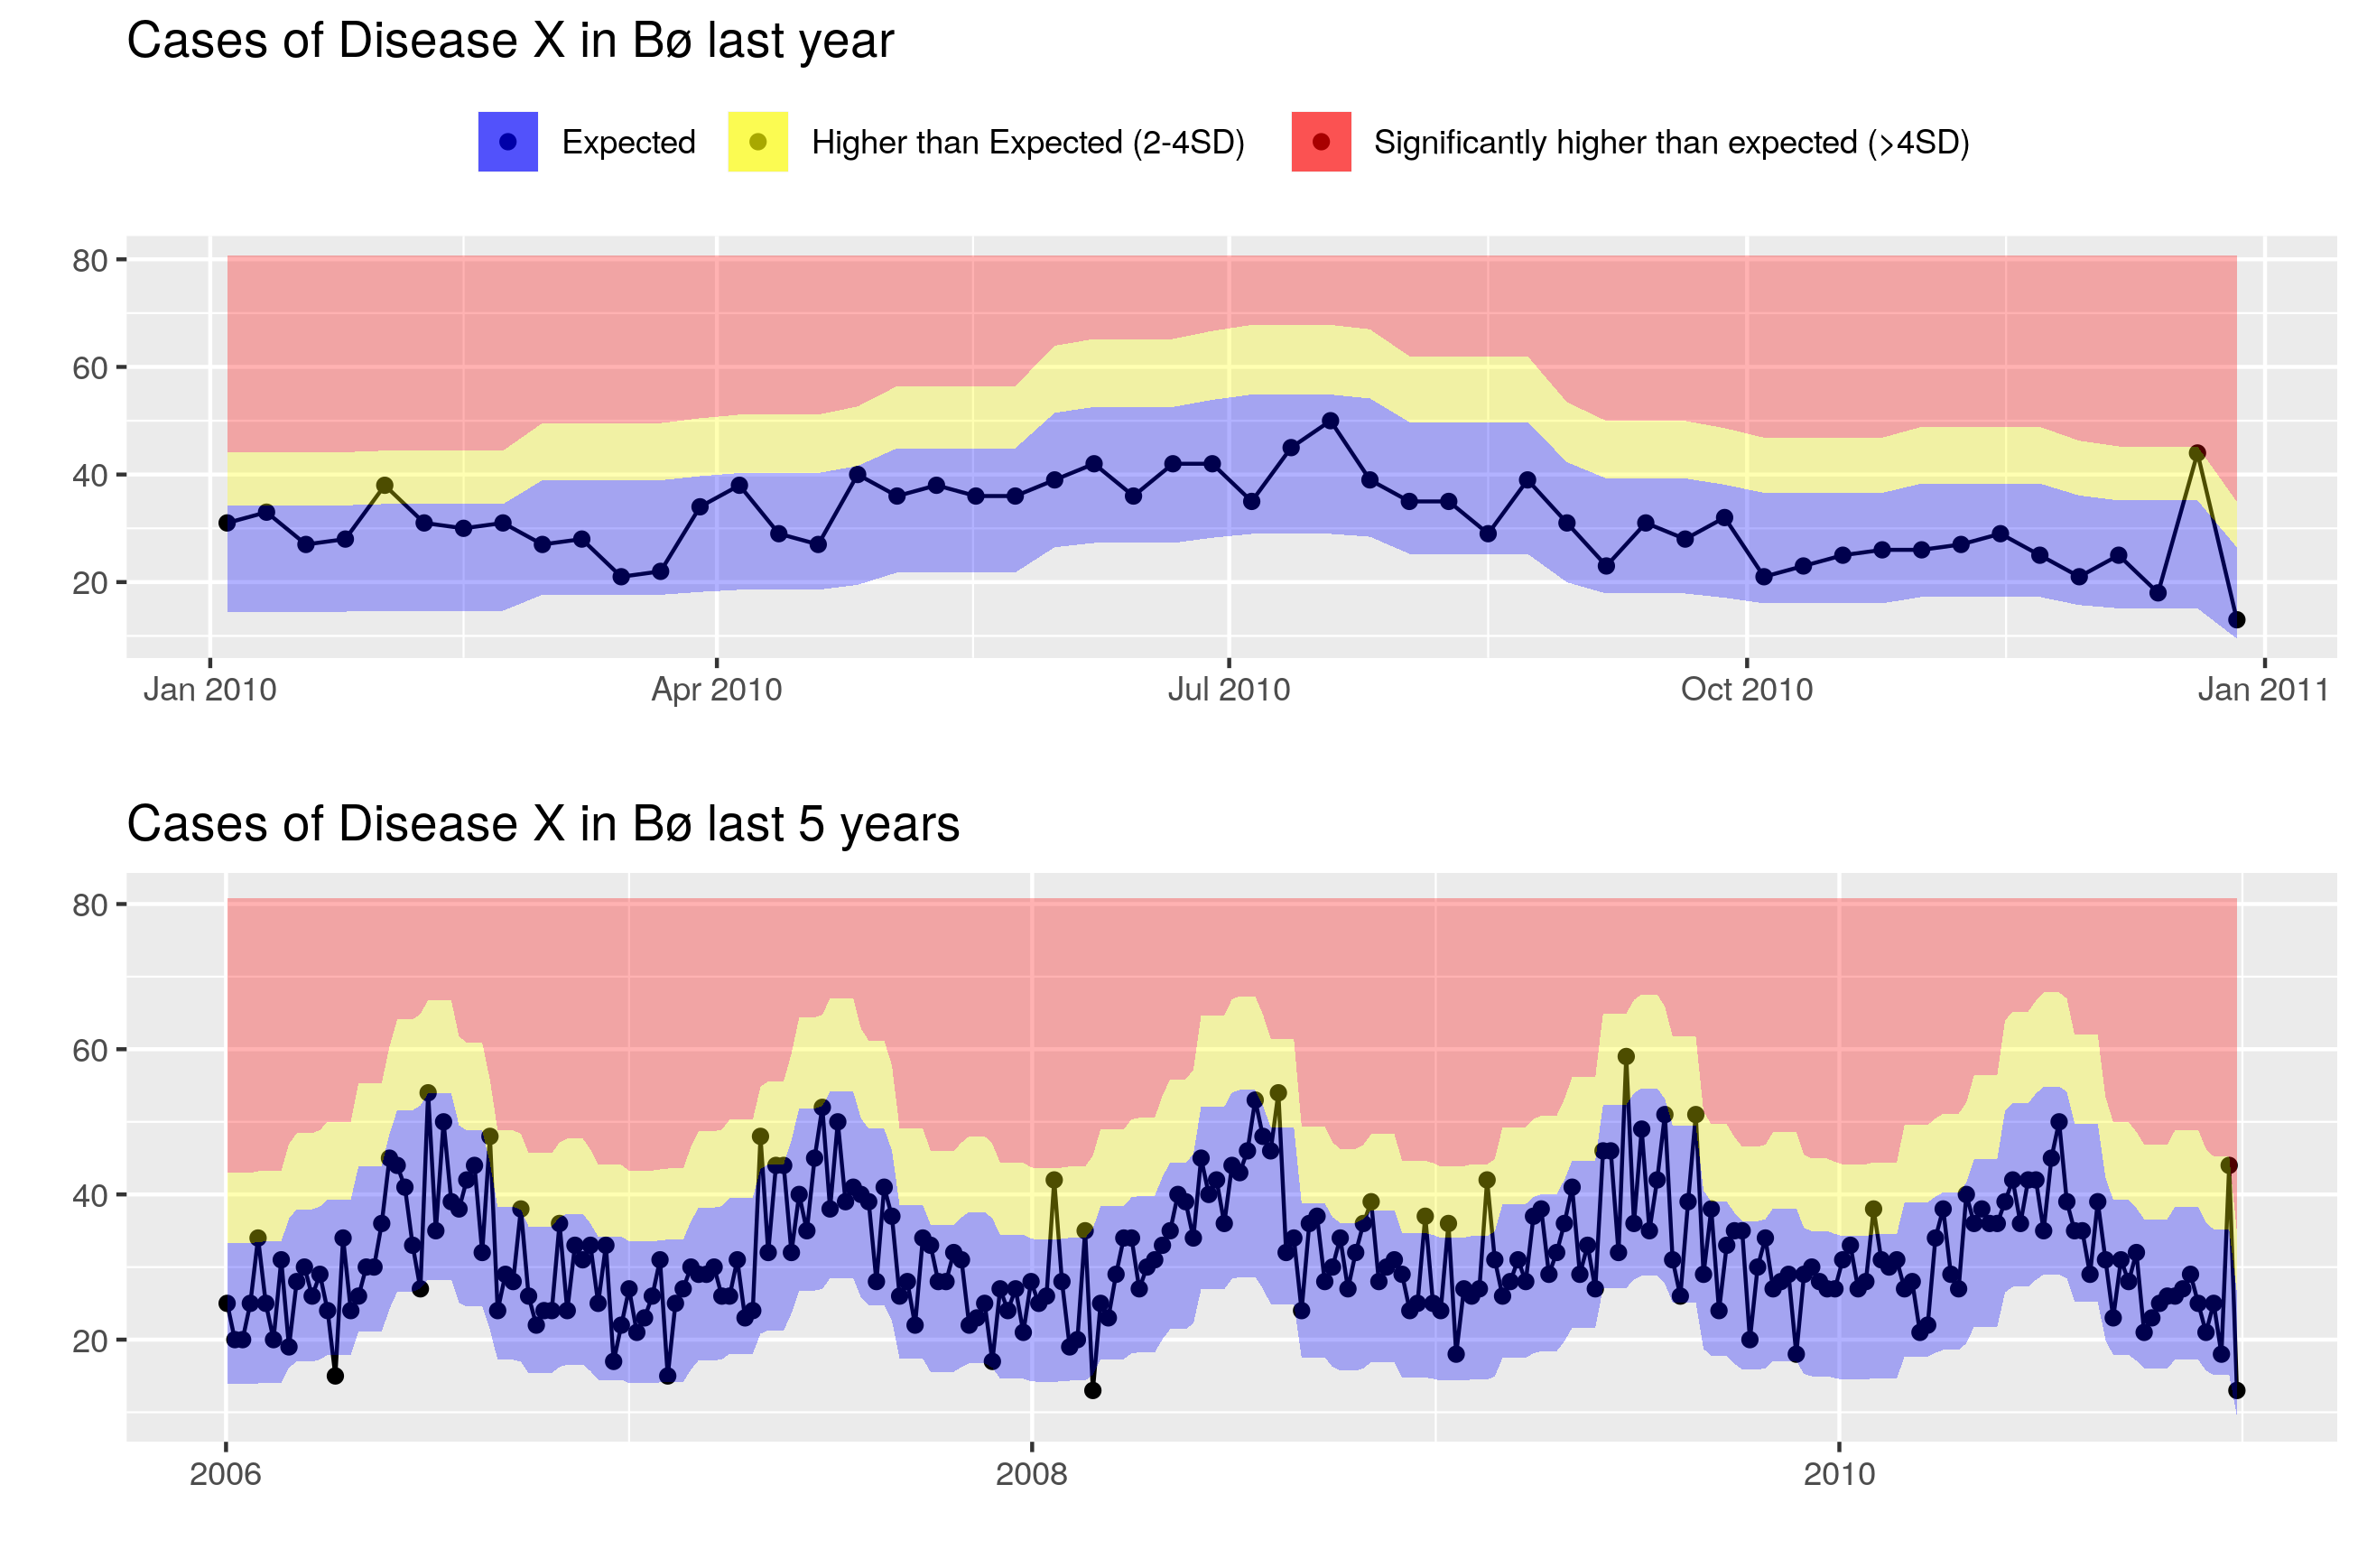 Cases of Disease X in Bø last year
Expected Higher than Expected (2-4SD) Significantly higher than expected (>4SD)
80
60
40
20
Jan 2010 Apr 2010 Jul 2010 Oct 2010 Jan 2011
Cases of Disease X in Bø last 5 years
80
60
40
20
2006 2008 2010